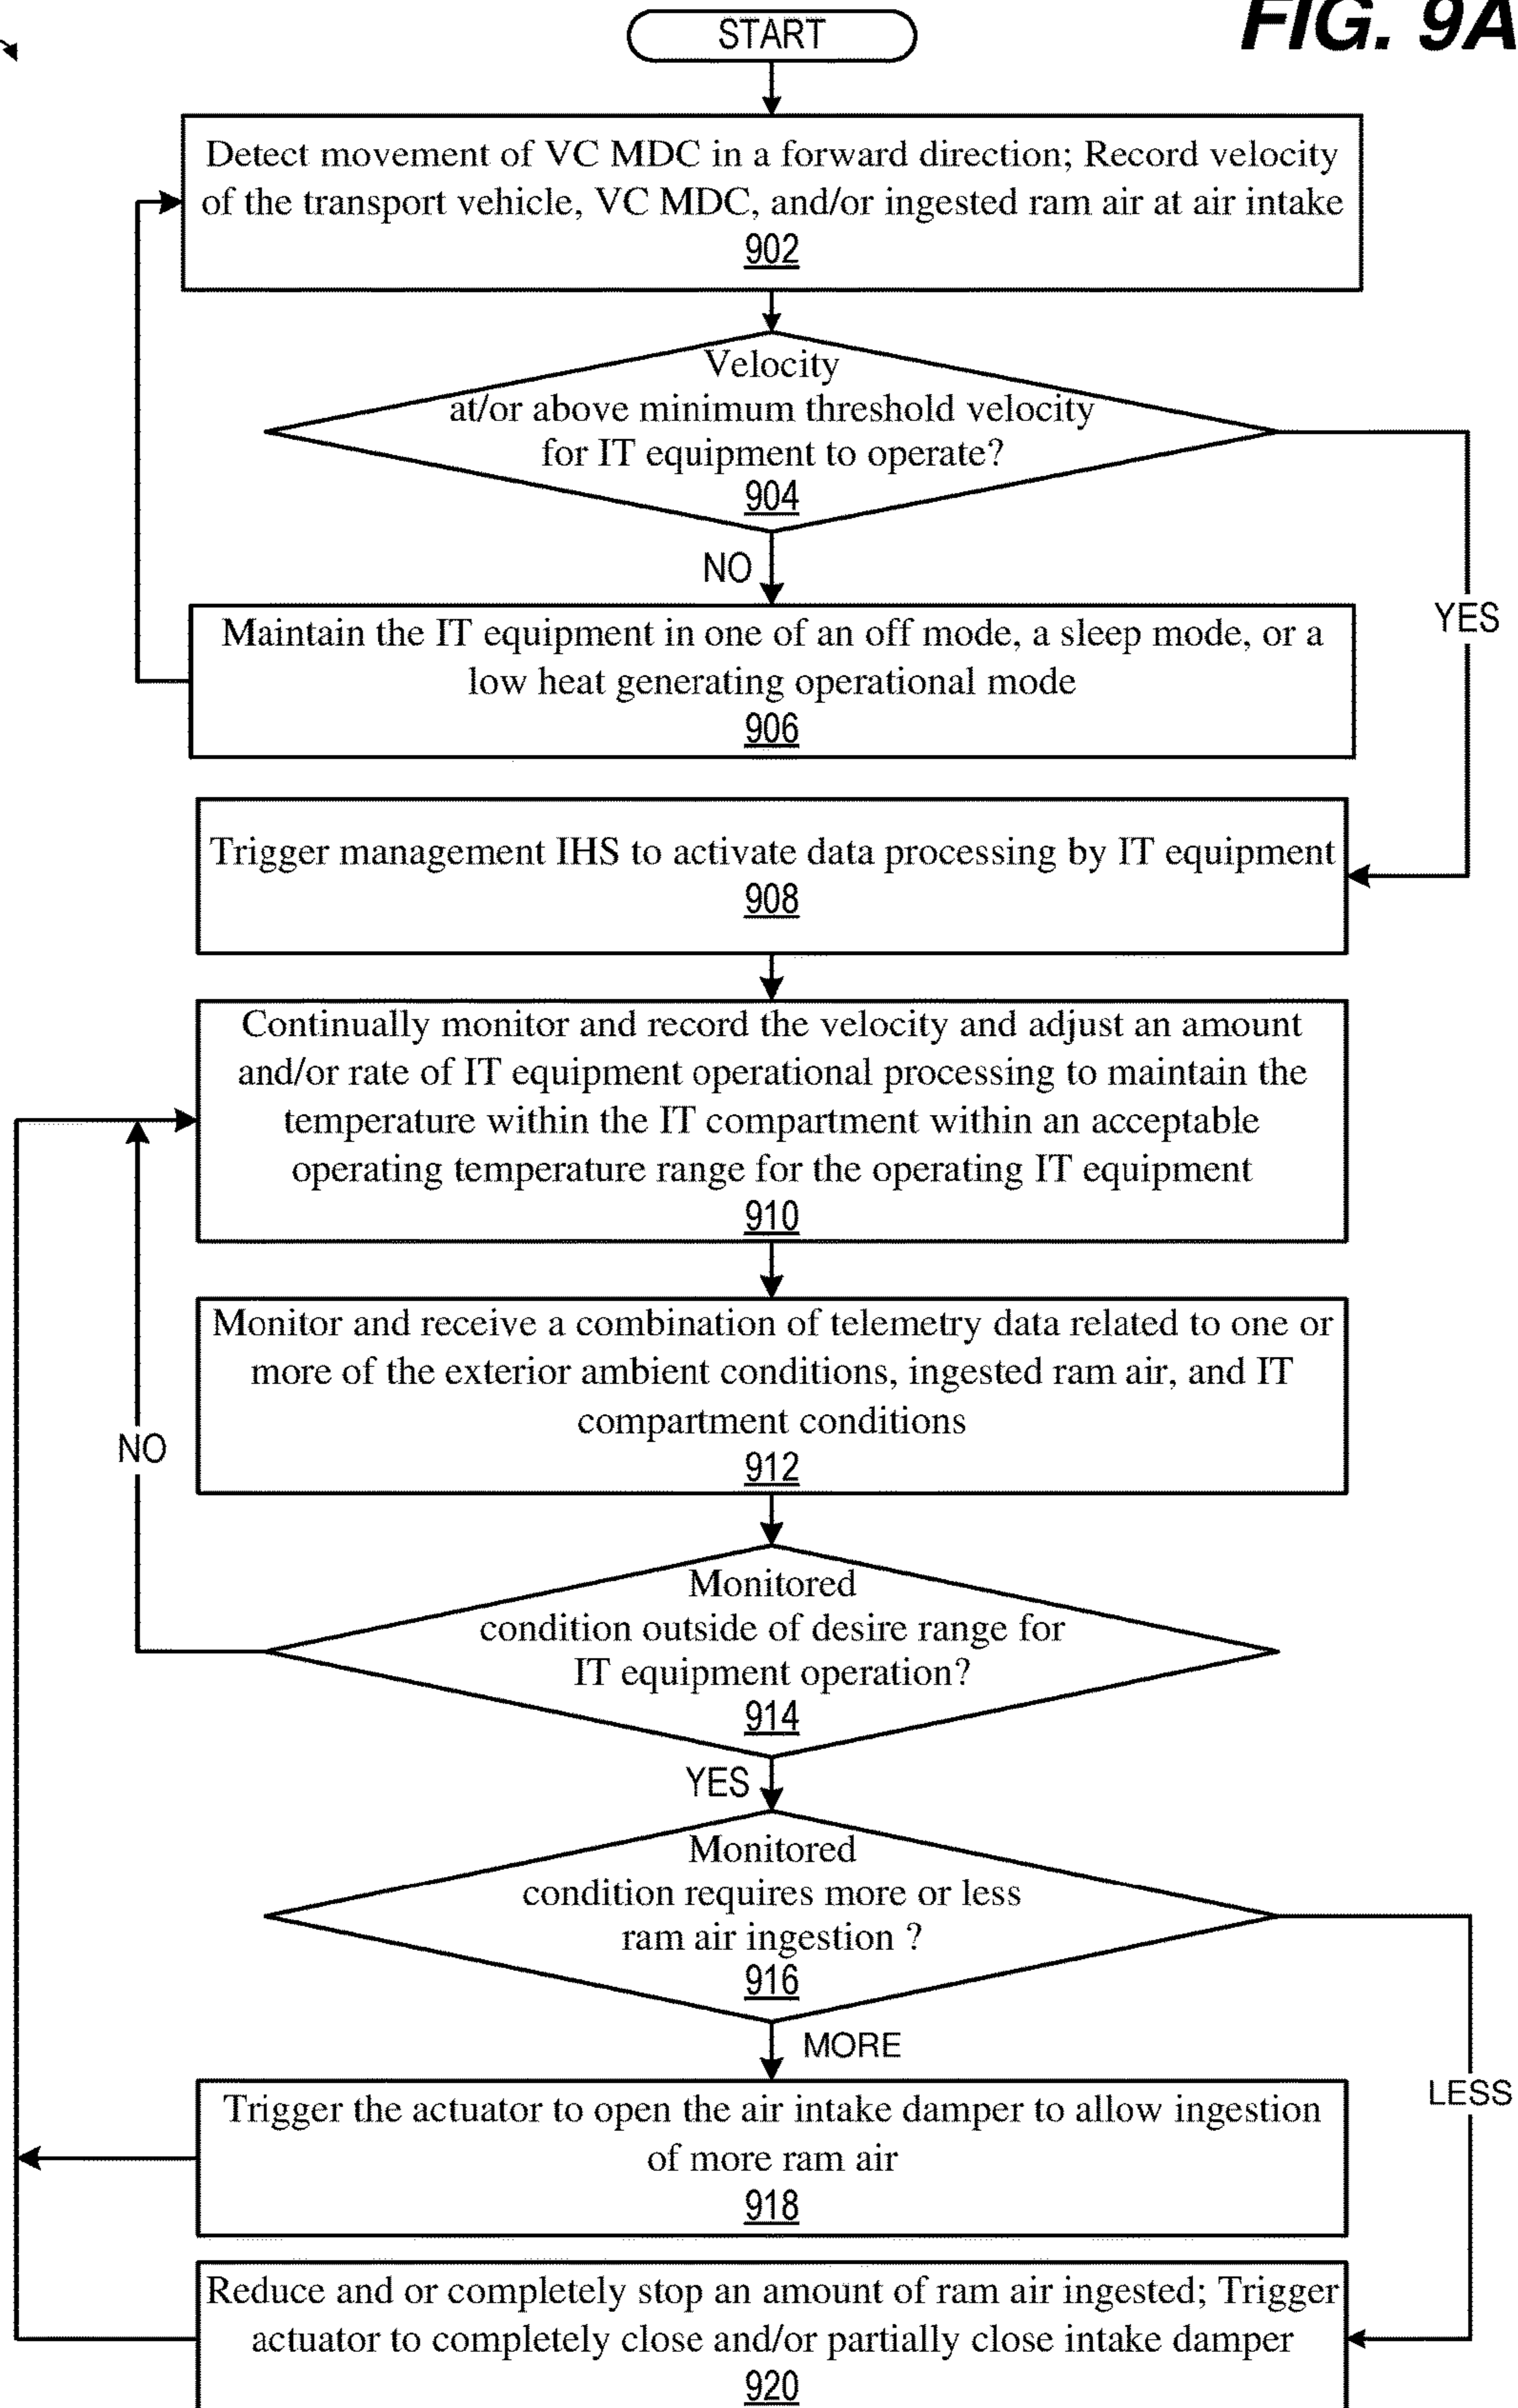 FIG. 9A
START
Detect movement of VC MDC in a forward direction; Record velocity
of the transport vehicle, VC MDC, and/or ingested ram air at air intake
902
Velocity
at/or above minimum threshold velocity
for IT equipment to operate?
904
NO
YES
Maintain the IT equipment in one of an off mode, a sleep mode, or a
low heat generating operational mode
906
Trigger management IHS to activate data processing by IT equipment
908
Continually monitor and record the velocity and adjust an amount
and/or rate of IT equipment operational processing to maintain the
temperature within the IT compartment within an acceptable
operating temperature range for the operating IT equipment
910
Monitor and receive a combination of telemetry data related to one or
more of the exterior ambient conditions, ingested ram air, and IT
compartment conditions
912
NO
Monitored
condition outside of desire range for
IT equipment operation?
914
YES
Monitored
condition requires more or less
ram air ingestion ?
916
MORE
LESS
Trigger the actuator to open the air intake damper to allow ingestion
of more ram air
918
Reduce and or completely stop an amount of ram air ingested; Trigger
actuator to completely close and/or partially close intake damper
920